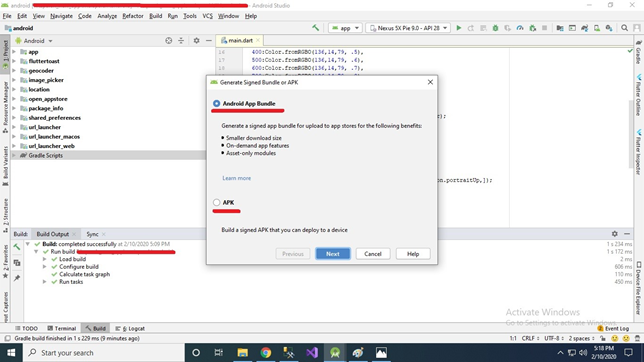 android
- Android Studio
File Edit View Navigate Code Analyze Refactor Build Run Tools VCS Window Help
android
app
Nexus 5X Pie 9.0 - API 28
Android
main.dart
1: Project
Resource Manager
Build Variants
Z: Structure
2: Favorites
Layout Captures
Gradle
Flutter Outline
Flutter Inspector
Device File Explorer
app
fluttertoast
geocoder
image_picker
location
open_appstore
package_info
shared_preferences
url_launcher
url_launcher_macos
url_launcher_web
Gradle Scripts
16
400:Color.fromRGBO(136,14,79, .5),
500:Color.fromRGBO(136,14,79, .6),
600:Color.fromRGBO(136,14,79, .7),
);
on.portraitUp,]);
Generate Signed Bundle or APK
Android App Bundle
Generate a signed app bundle for upload to app stores for the following benefits:
• Smaller download size
• On-demand app features
• Asset-only modules
Learn more
APK
Build a signed APK that you can deploy to a device
Previous
Next
Cancel
Help
Build:
Build Output
Sync
Build: completed successfully at 2/10/2020 5:09 PM
1 s 234 ms
Run build
1 s 172 ms
Load build
2 ms
Configure build
606 ms
Calculate task graph
110 ms
Run tasks
450 ms
Activate Windows
Go to Settings to activate Windows.
TODO
Terminal
Build
6: Logcat
Event Log
Gradle build finished in 1 s 229 ms (9 minutes ago)
1:1 CRLF UTF-8 2 spaces
Start your search
5:18 PM
2/10/2020